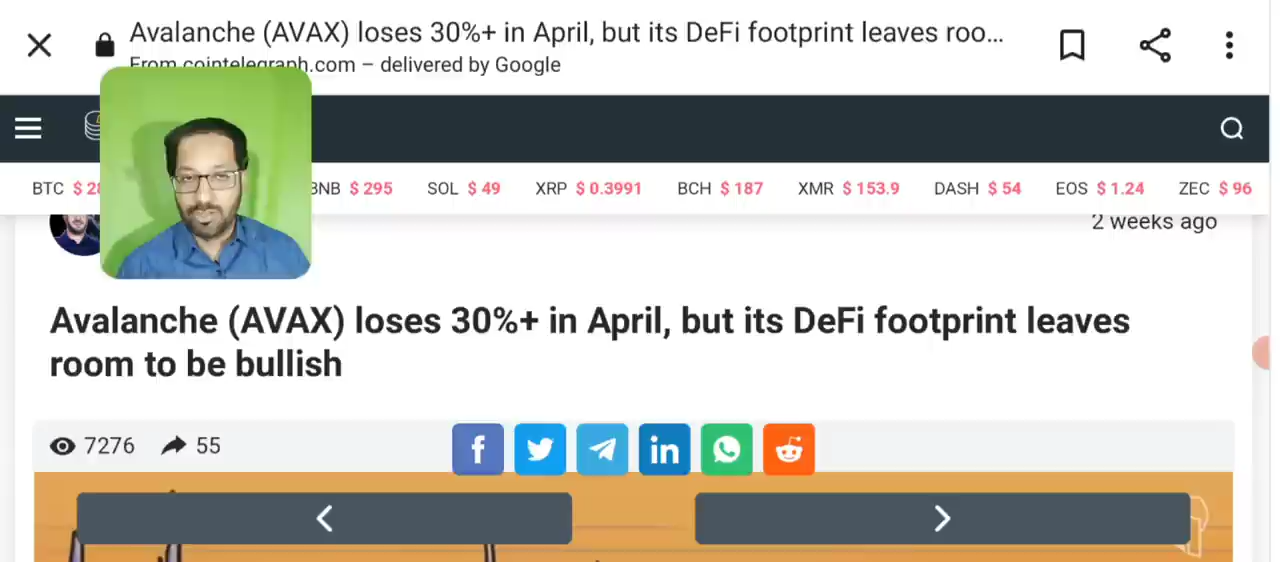 Avalanche (AVAX) loses 30%+ in April, but its DeFi footprint leaves roo...
From cointelegraph.com – delivered by Google
BTC $ 28 BNB $ 295 SOL $ 49 XRP $ 0.3991 BCH $ 187 XMR $ 153.9 DASH $ 54 EOS $ 1.24 ZEC $ 96
2 weeks ago
Avalanche (AVAX) loses 30%+ in April, but its DeFi footprint leaves
room to be bullish
7276 55